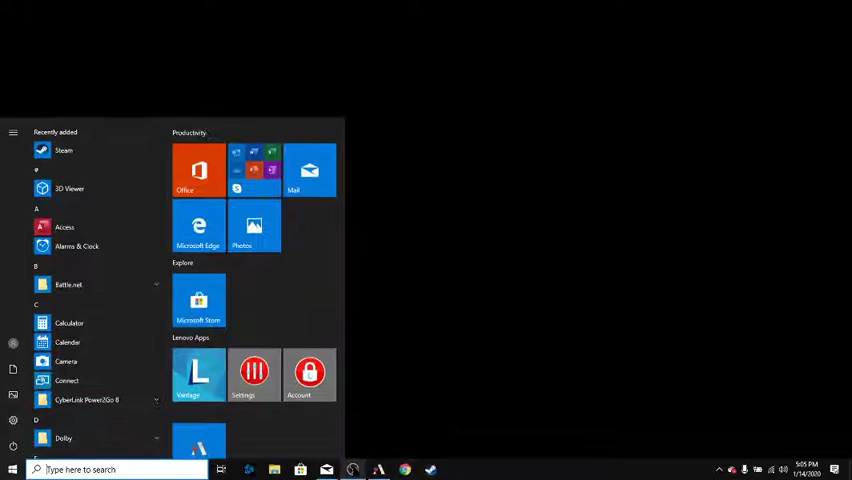 Recently added
Steam
#
3D Viewer
A
Access
Alarms & Clock
B
Battle.net
C
Calculator
Calendar
Camera
Connect
CyberLink Power2Go 8
D
Dolby
Productivity
Office
Mail
Microsoft Edge
Photos
Explore
Microsoft Store
Lenovo Apps
Vantage
Settings
Account
Type here to search
5:05 PM
1/14/2020